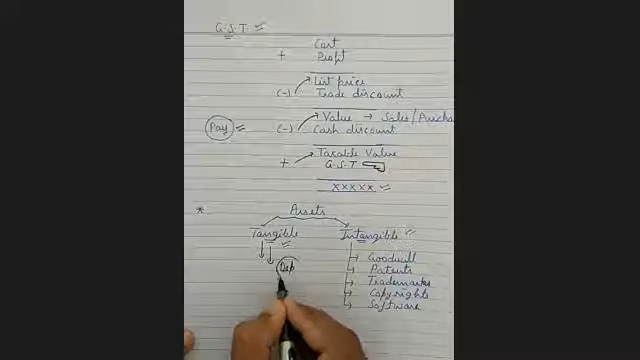 G.S.T.
Cost
+ Profit
List price
(-) Trade discount
Value → Sales/Purcha
Pay = (-) Cash discount
Taxable Value
+ G.S.T
xxxxx
* Assets
Tangible Intangible
Goodwill
Dep Patents
Trademarks
Copyrights
Software